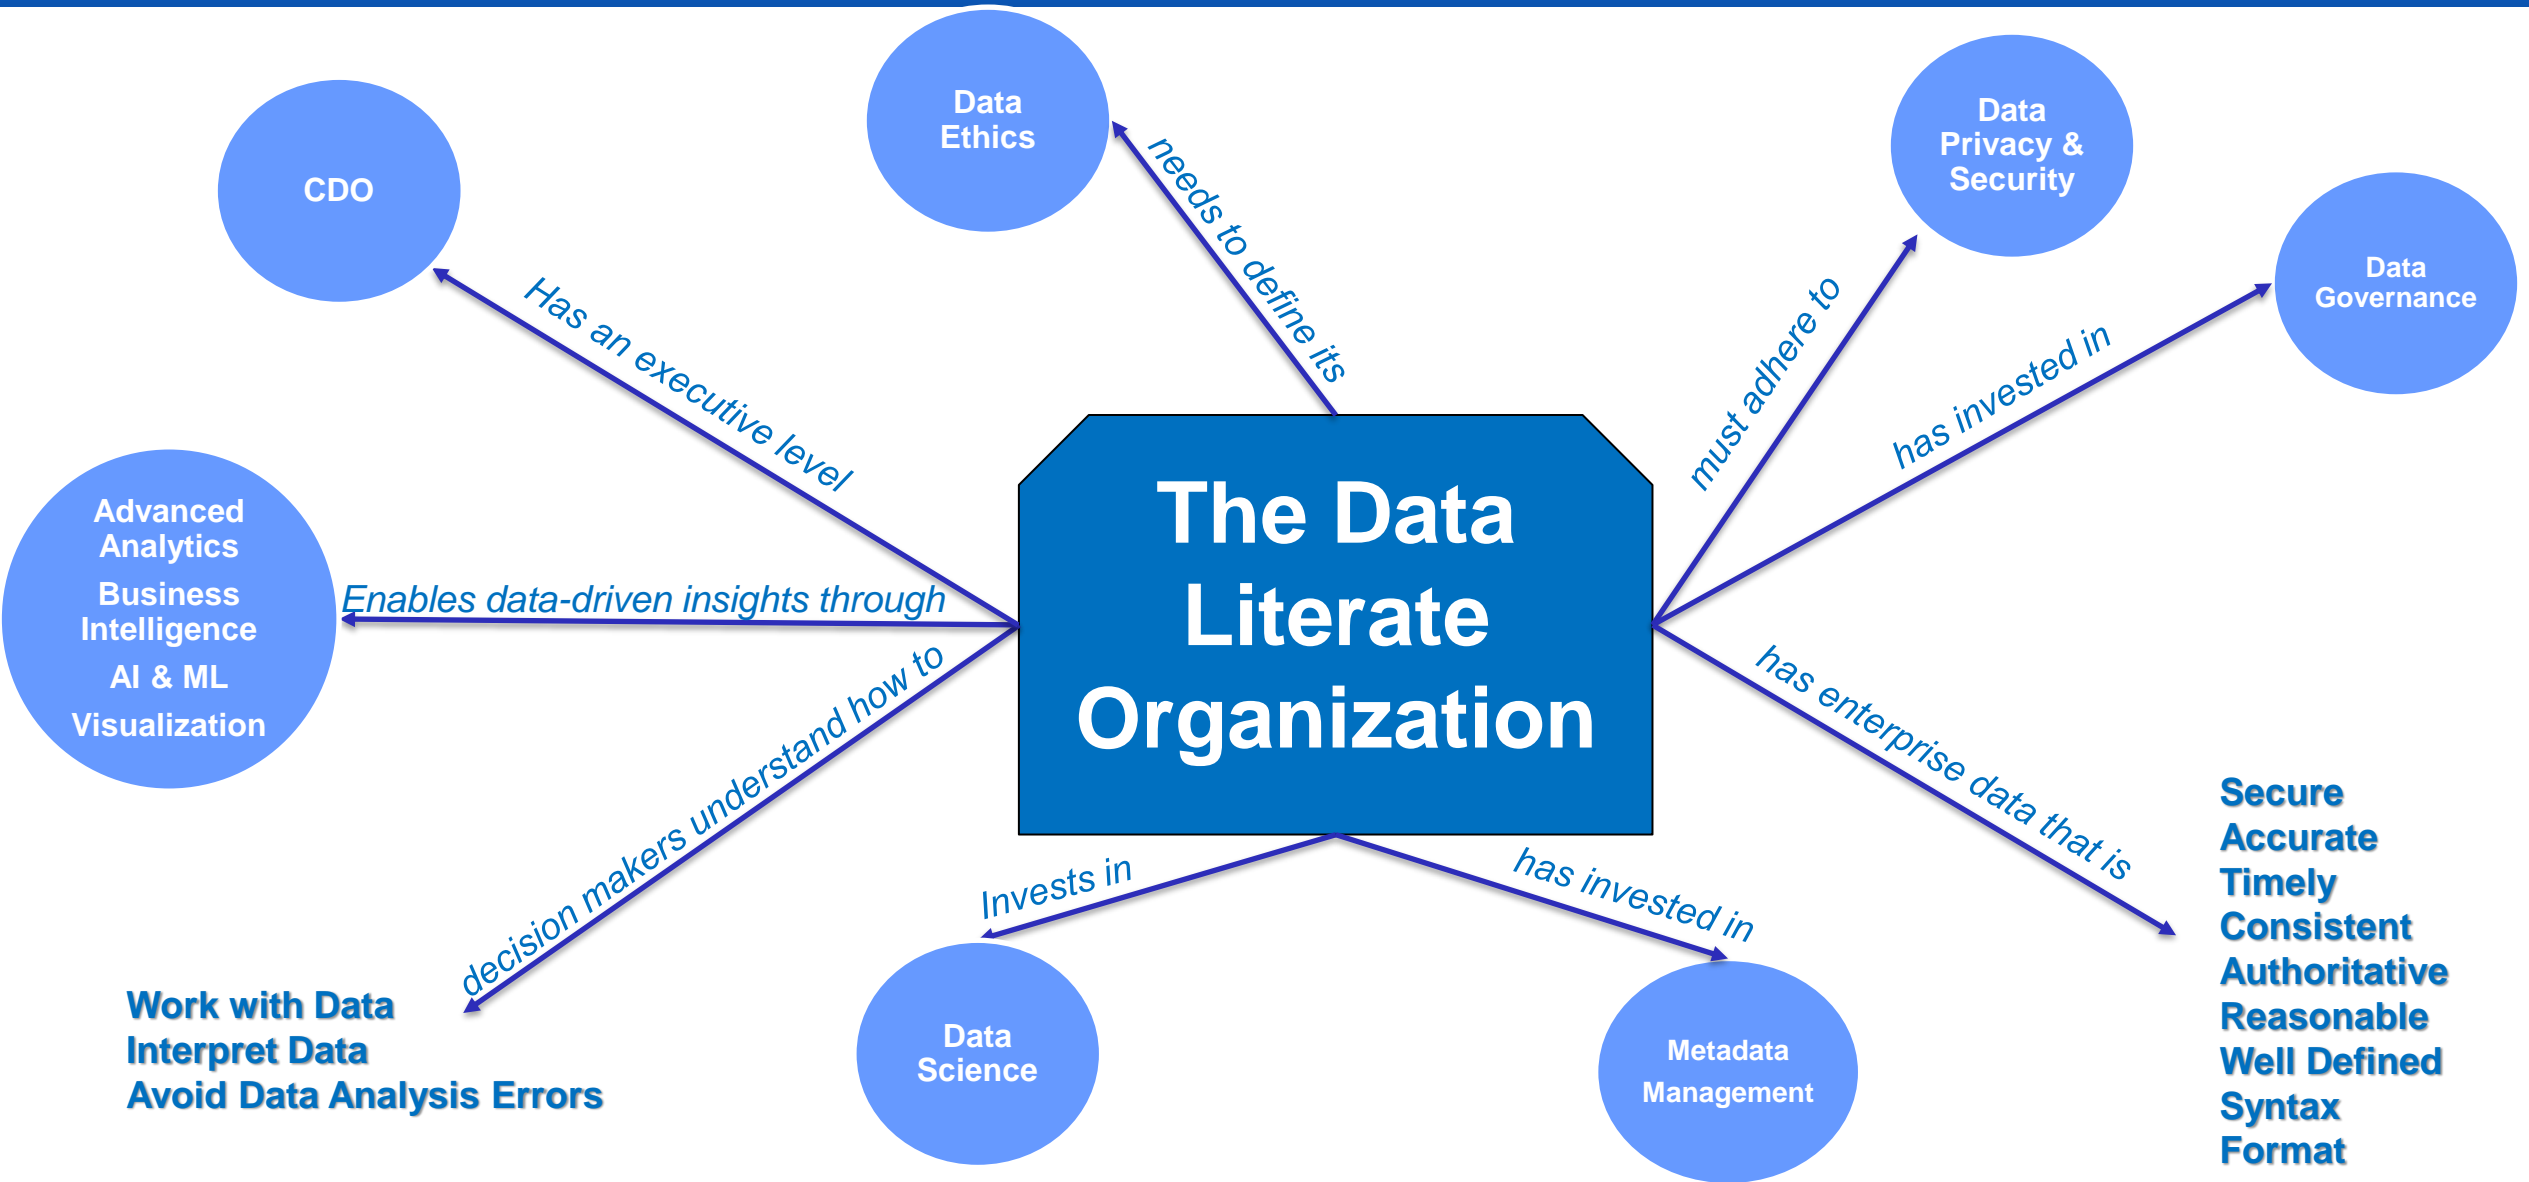 Data
Ethics
Data
Privacy &
Security
CDO
Data
Governance
needs to define its
must adhere to
has invested in
Has an executive level
The Data
Literate
Organization
Advanced
Analytics
Business
Intelligence
AI & ML
Visualization
Enables data-driven insights through
decision makers understand how to
has enterprise data that is
Invests in
has invested in
Work with Data
Interpret Data
Avoid Data Analysis Errors
Data
Science
Metadata
Management
Secure
Accurate
Timely
Consistent
Authoritative
Reasonable
Well Defined
Syntax
Format